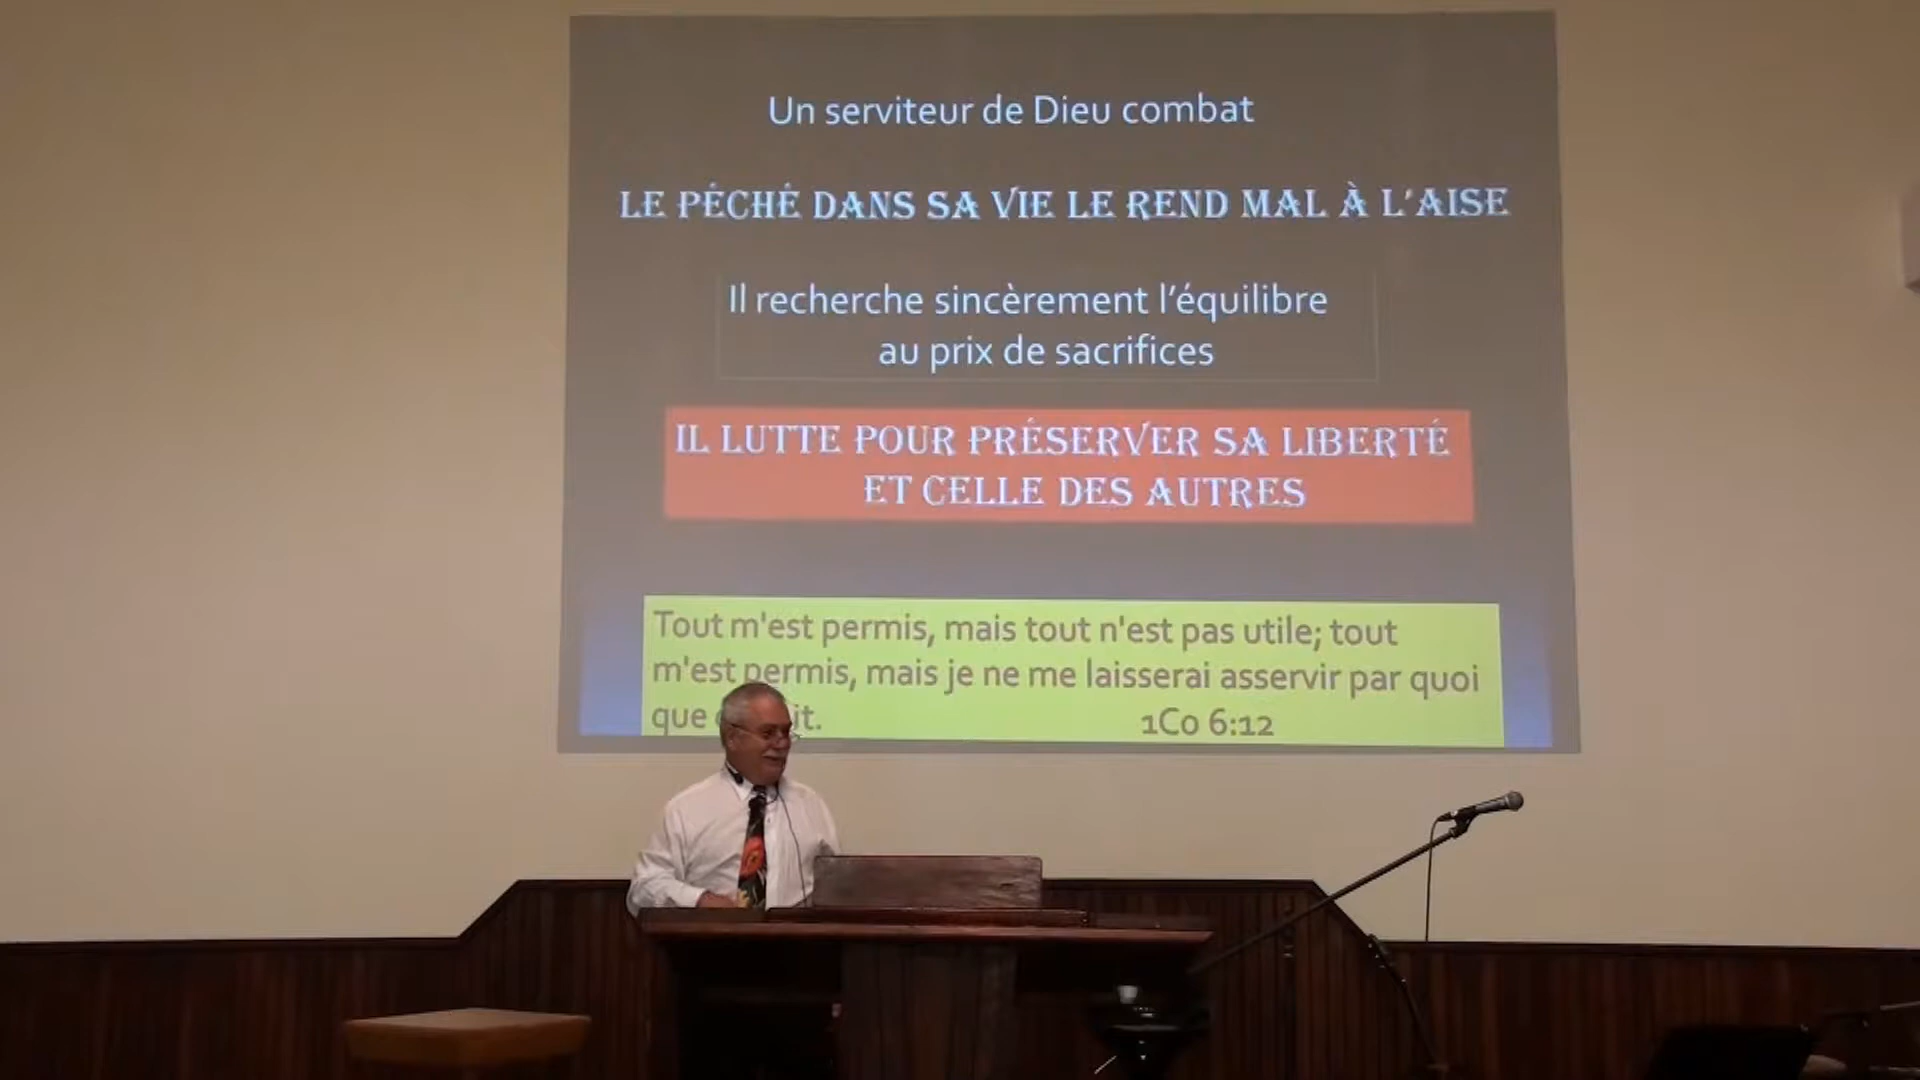 Un serviteur de Dieu combat
LE PÉCHÉ DANS SA VIE LE REND MAL À L'AISE
Il recherche sincèrement l'équilibre
au prix de sacrifices
IL LUTTE POUR PRÉSERVER SA LIBERTÉ
ET CELLE DES AUTRES
Tout m'est permis, mais tout n'est pas utile; tout
m'est permis, mais je ne me laisserai asservir par quoi
que
1Co 6:12